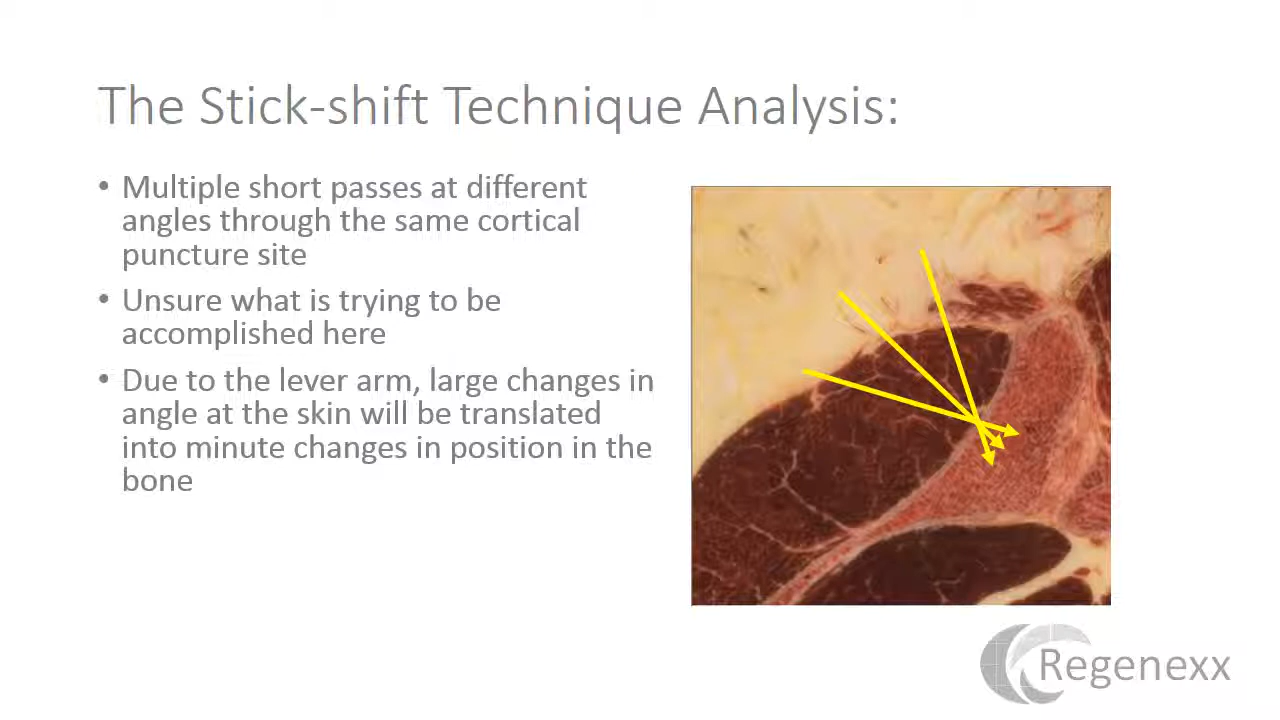 The Stick-shift Technique Analysis:
• Multiple short passes at different
angles through the same cortical
puncture site
• Unsure what is trying to be
accomplished here
• Due to the lever arm, large changes in
angle at the skin will be translated
into minute changes in position in the
bone
Regenexx